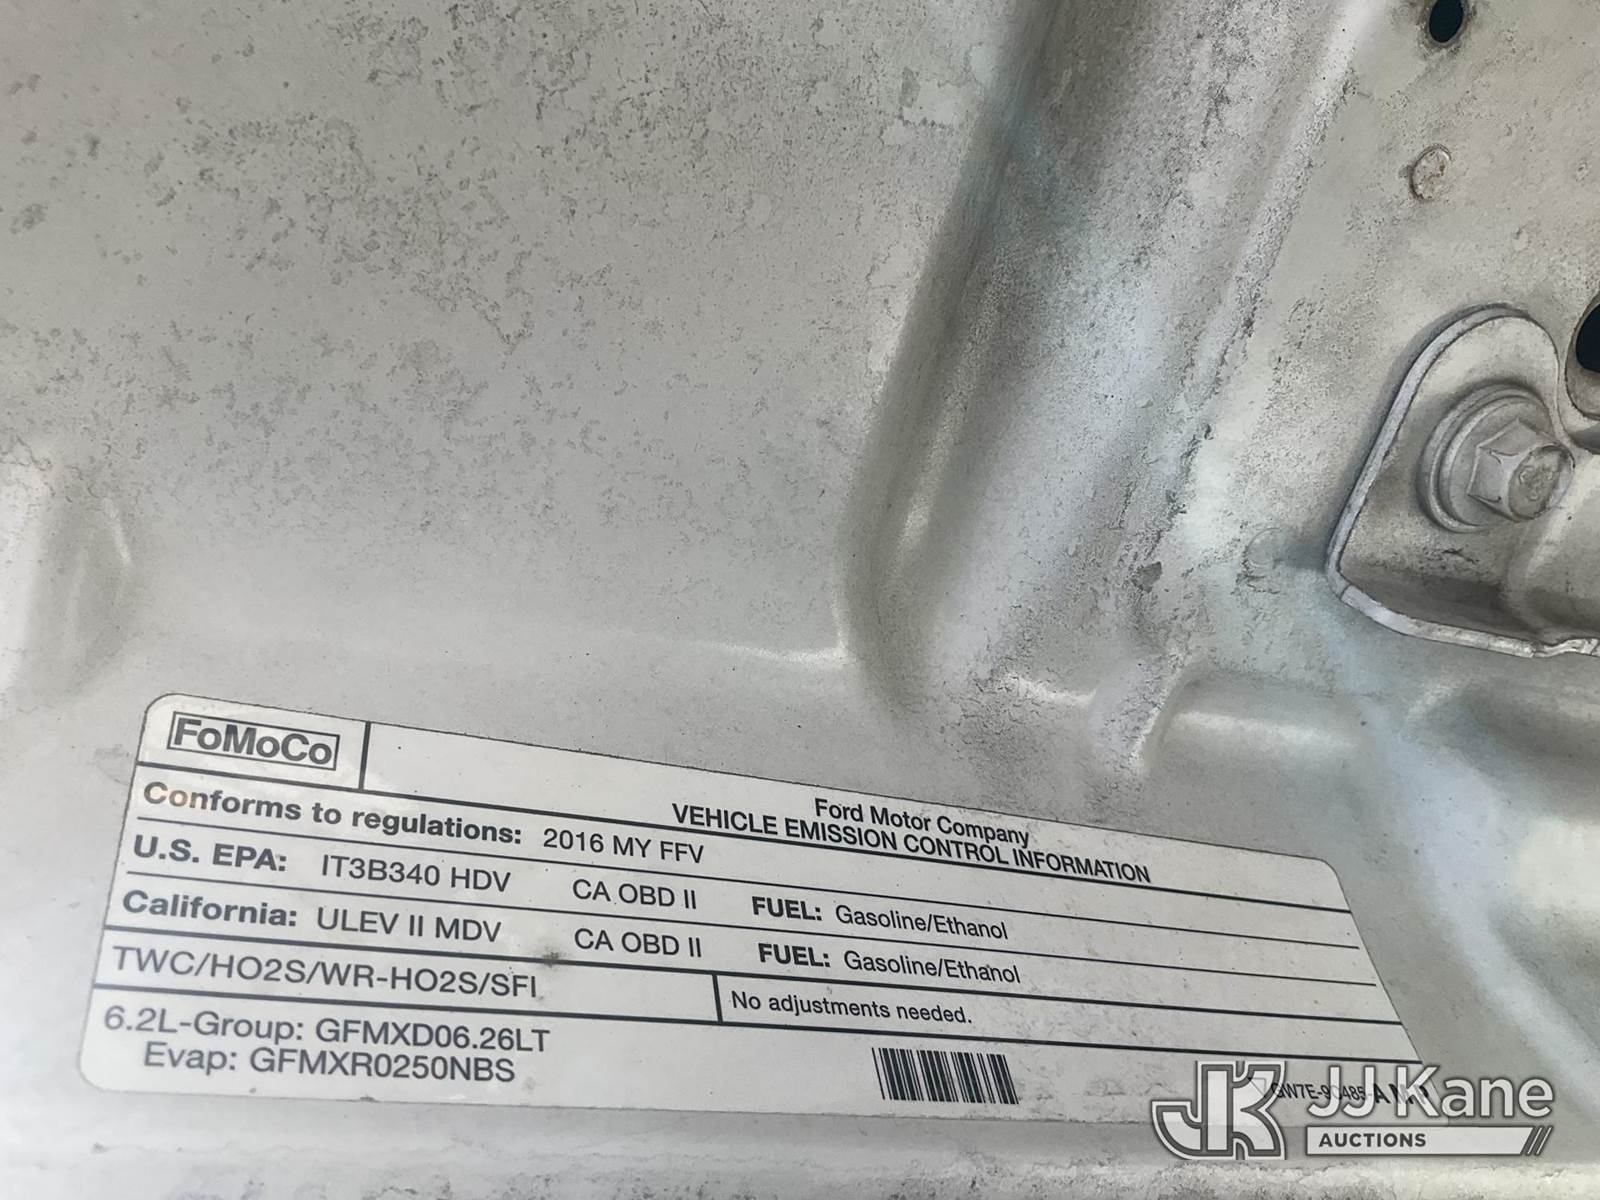 FoMoCo
Ford Motor Company
VEHICLE EMISSION CONTROL INFORMATION
Conforms to regulations: 2016 MY FFV
U.S. EPA: IT3B340 HDV CA OBD II FUEL: Gasoline/Ethanol
California: ULEV II MDV CA OBD II FUEL: Gasoline/Ethanol
TWC/HO2S/WR-HO2S/SFI
No adjustments needed.
6.2L-Group: GFMXD06.26LT
Evap: GFMXR0250NBS
GW7E-9C485-
JJ Kane
AUCTIONS